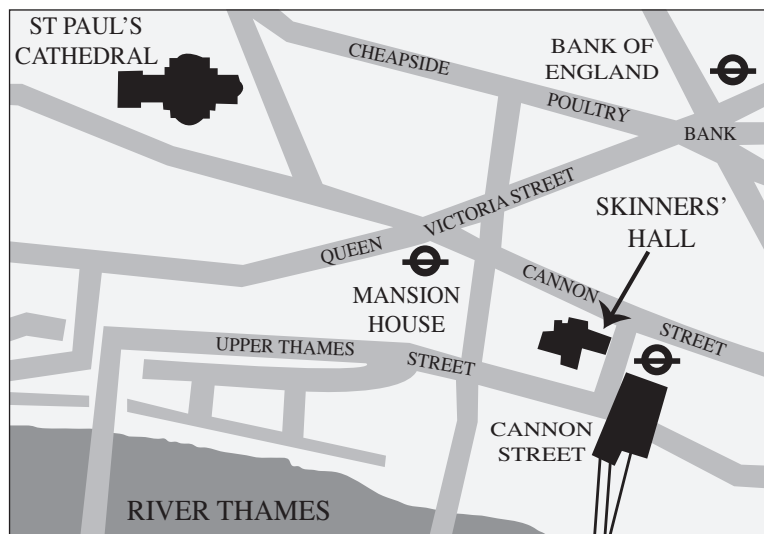 ST PAUL'S
CATHEDRAL
CHEAPSIDE
BANK OF
ENGLAND
POULTRY
BANK
VICTORIA STREET
QUEEN
SKINNERS'
HALL
MANSION
HOUSE
CANNON
STREET
UPPER THAMES
STREET
CANNON
STREET
RIVER THAMES